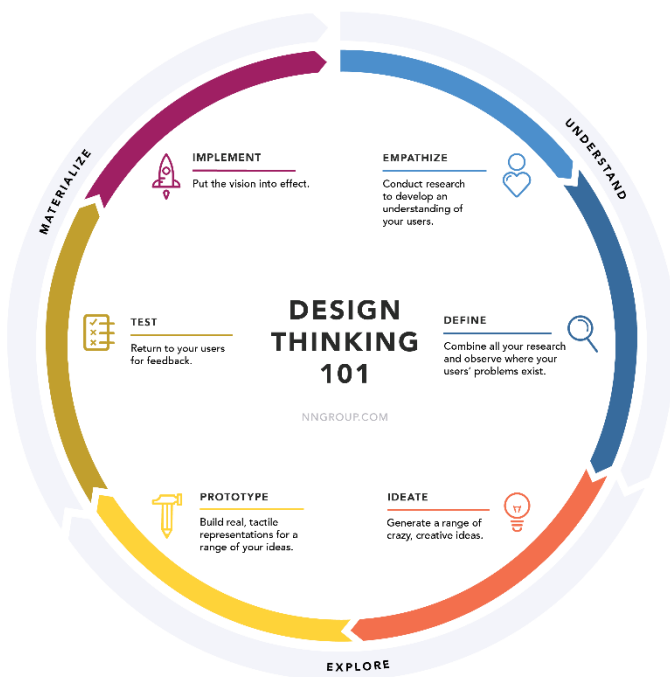 DESIGN
THINKING
101
NNGROUP.COM
UNDERSTAND
EMPATHIZE
Conduct research
to develop an
understanding of
your users.
DEFINE
Combine all your research
and observe where your
users' problems exist.
EXPLORE
IDEATE
Generate a range of
crazy, creative ideas.
PROTOTYPE
Build real, tactile
representations for a
range of your ideas.
MATERIALIZE
TEST
Return to your users
for feedback.
IMPLEMENT
Put the vision into effect.